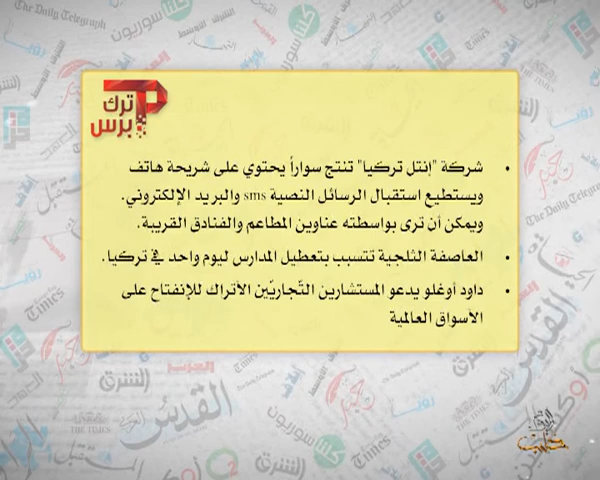 ترك
برس
شركة "إنتل تركيا" تنتج سواراً يحتوي على شريحة هاتف
ويستطيع استقبال الرسائل النصية sms والبريد الإلكتروني.
ويمكن أن ترى بواسطته عناوين المطاعم والفنادق القريبة.
العاصفة الثلجية تتسبب بتعطيل المدارس ليوم واحد في تركيا.
داود أوغلو يدعو المستشارين التّجاريّين الأتراك للإنفتاح على
الأسواق العالمية